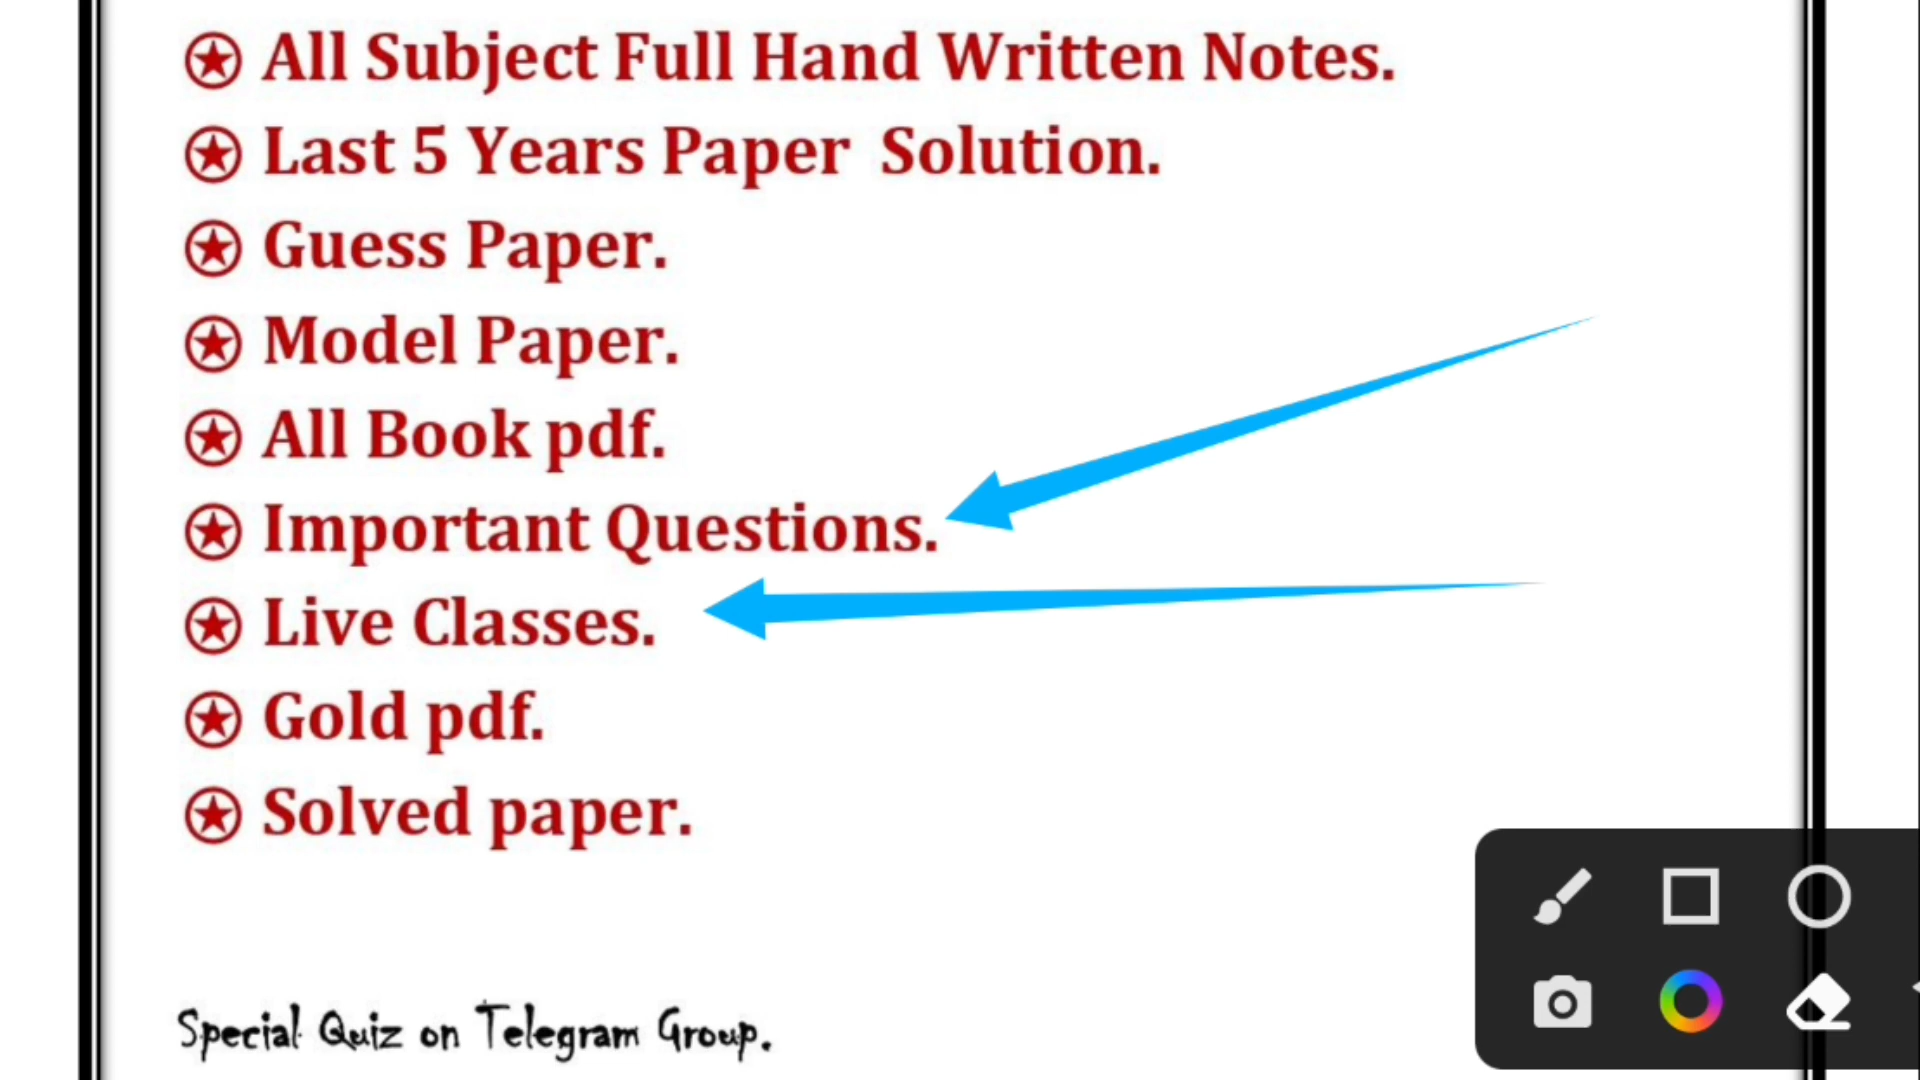 All Subject Full Hand Written Notes.
Last 5 Years Paper Solution.
Guess Paper.
Model Paper.
All Book pdf.
Important Questions.
Live Classes.
Gold pdf.
Solved paper.
Special Quiz on Telegram Group.